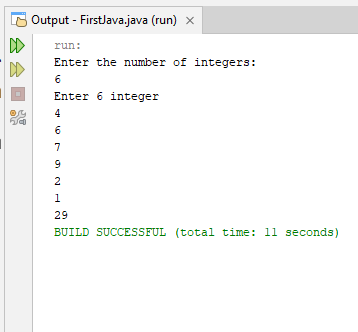 Output - FirstJava.java (run)
run:
Enter the number of integers:
6
Enter 6 integer
4
6
7
9
2
1
29
BUILD SUCCESSFUL (total time: 11 seconds)